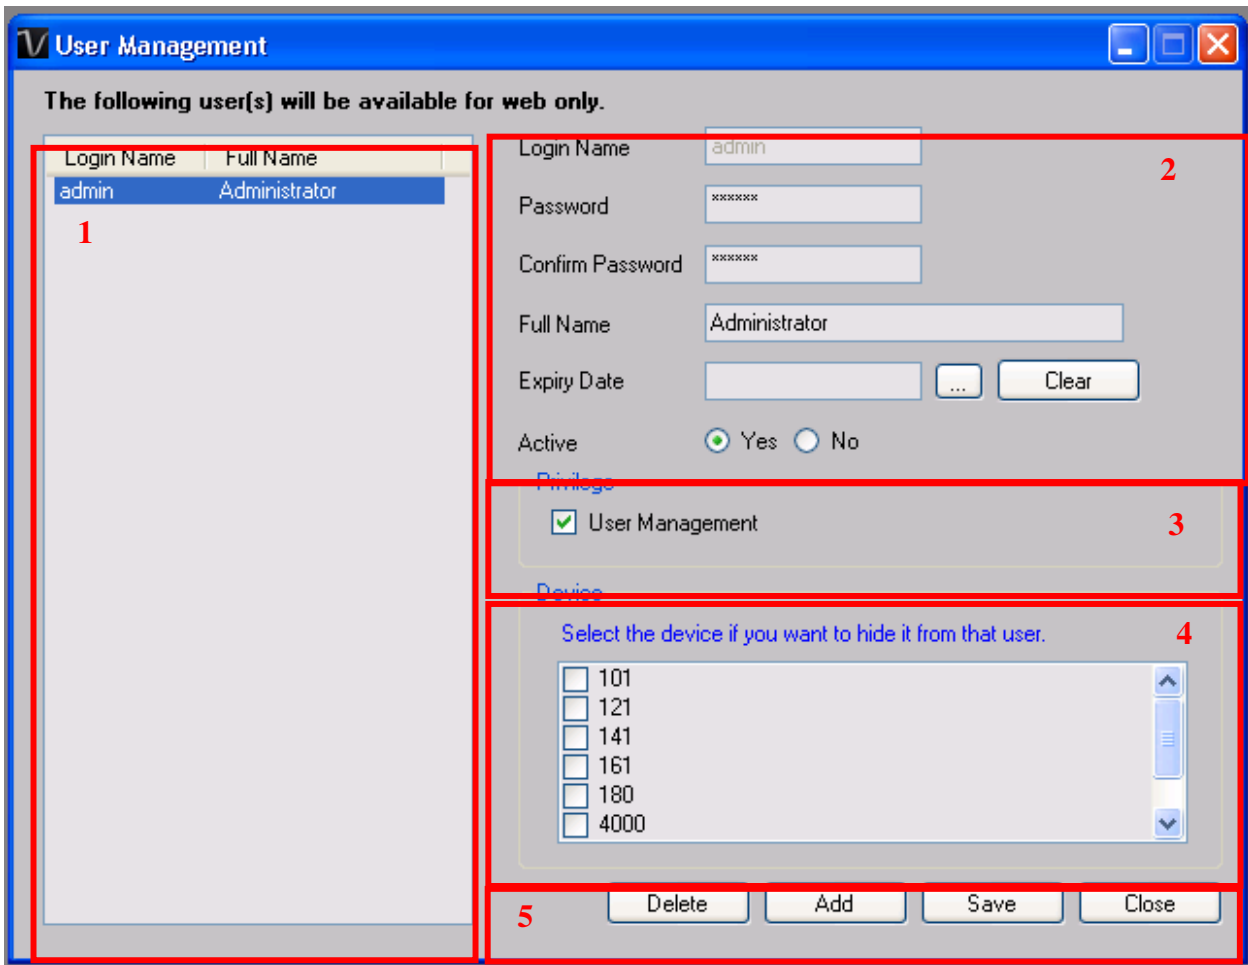 User Management
The following user(s) will be available for web only.
Login Name Full Name
admin Administrator
1
Login Name admin
2
Password ******
Confirm Password ******
Full Name Administrator
Expiry Date ... Clear
Active Yes No
Privilege
User Management
3
Device
Select the device if you want to hide it from that user.
4
101
121
141
161
180
4000
5
Delete Add Save Close